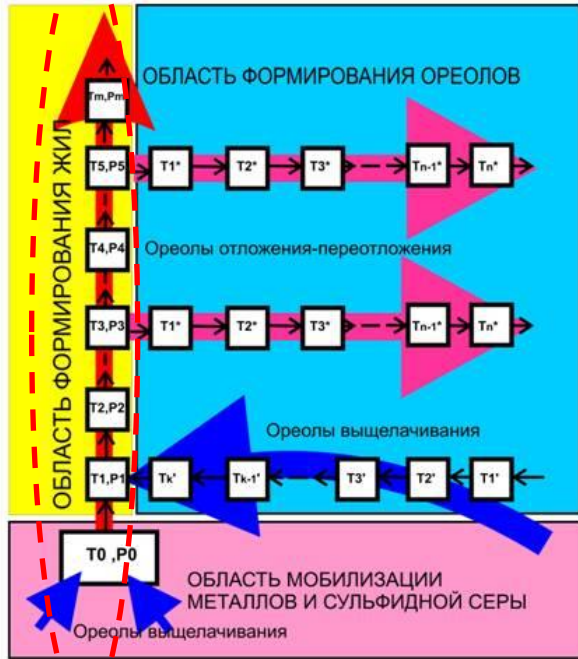 ОБЛАСТЬ ФОРМИРОВАНИЯ ЖИЛ
ОБЛАСТЬ ФОРМИРОВАНИЯ ОРЕОЛОВ
Tm,Pm
T5,P5
T1*
T2*
T3*
Tn-1*
Tn*
T4,P4
Ореолы отложения-переотложения
T3,P3
T1*
T2*
T3*
Tn-1*
Tn*
T2,P2
Ореолы выщелачивания
T1,P1
Tk'
Tk-1'
T3'
T2'
T1'
T0 ,P0
ОБЛАСТЬ МОБИЛИЗАЦИИ
МЕТАЛЛОВ И СУЛЬФИДНОЙ СЕРЫ
Ореолы выщелачивания